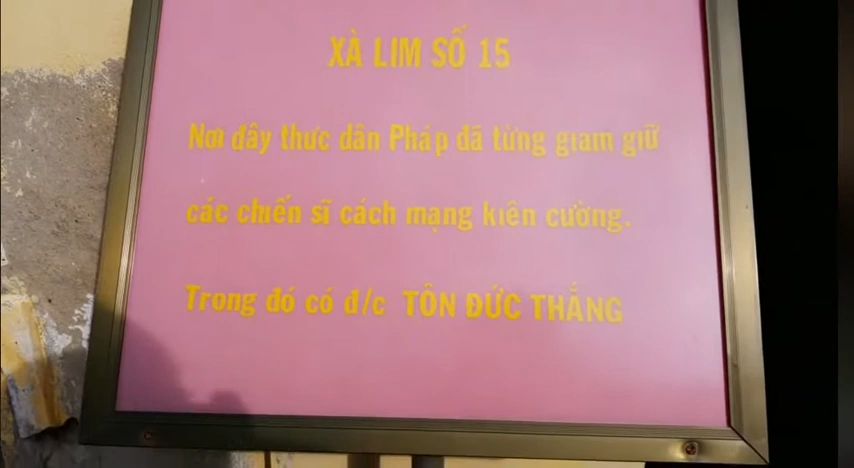 XÀ LIM SỐ 15
Nơi đây thực dân Pháp đã từng giam giữ
các chiến sĩ cách mạng kiên cường.
Trong đó có đ/c TÔN ĐỨC THẮNG